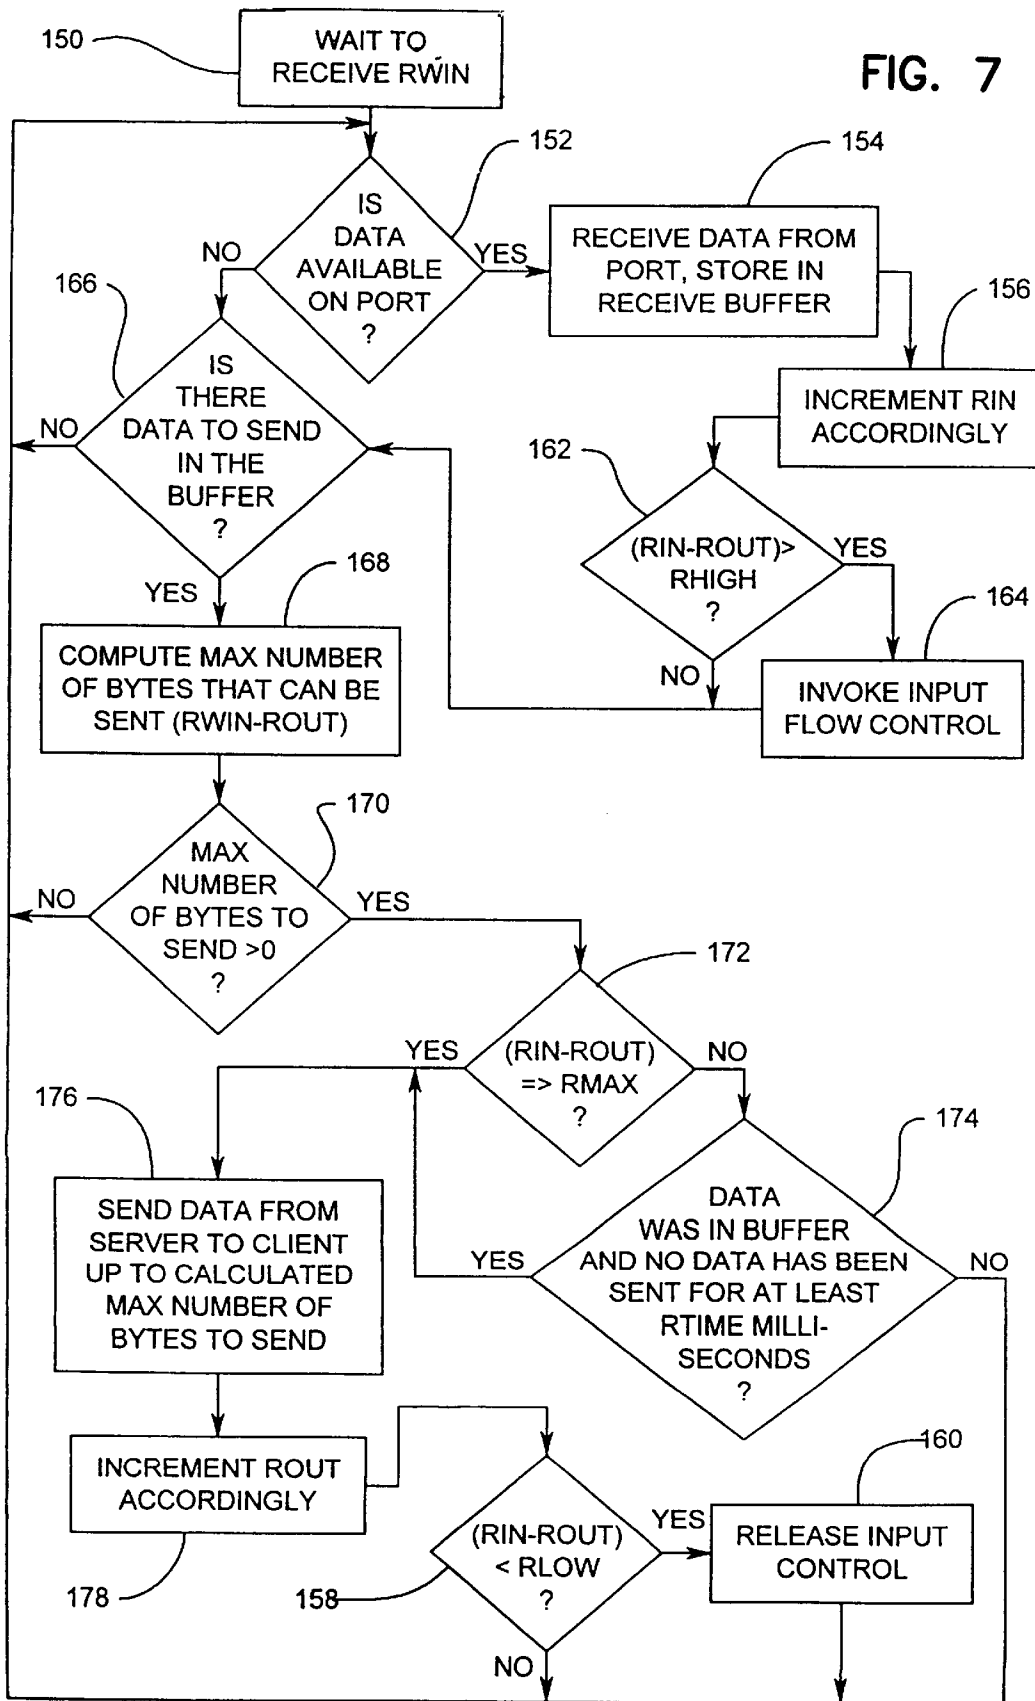 150
WAIT TO
RECEIVE RWIN
FIG. 7
152
154
IS
DATA
AVAILABLE
ON PORT
?
NO
YES
RECEIVE DATA FROM
PORT, STORE IN
RECEIVE BUFFER
156
166
IS
THERE
DATA TO SEND
IN THE
BUFFER
?
NO
YES
INCREMENT RIN
ACCORDINGLY
162
(RIN-ROUT)>
RHIGH
?
YES
NO
164
INVOKE INPUT
FLOW CONTROL
168
COMPUTE MAX NUMBER
OF BYTES THAT CAN BE
SENT (RWIN-ROUT)
170
MAX
NUMBER
OF BYTES TO
SEND >0
?
NO
YES
172
(RIN-ROUT)
=> RMAX
?
YES
NO
174
DATA
WAS IN BUFFER
AND NO DATA HAS BEEN
SENT FOR AT LEAST
RTIME MILLI-
SECONDS
?
YES
NO
176
SEND DATA FROM
SERVER TO CLIENT
UP TO CALCULATED
MAX NUMBER OF
BYTES TO SEND
INCREMENT ROUT
ACCORDINGLY
178
158
(RIN-ROUT)
< RLOW
?
YES
NO
160
RELEASE INPUT
CONTROL